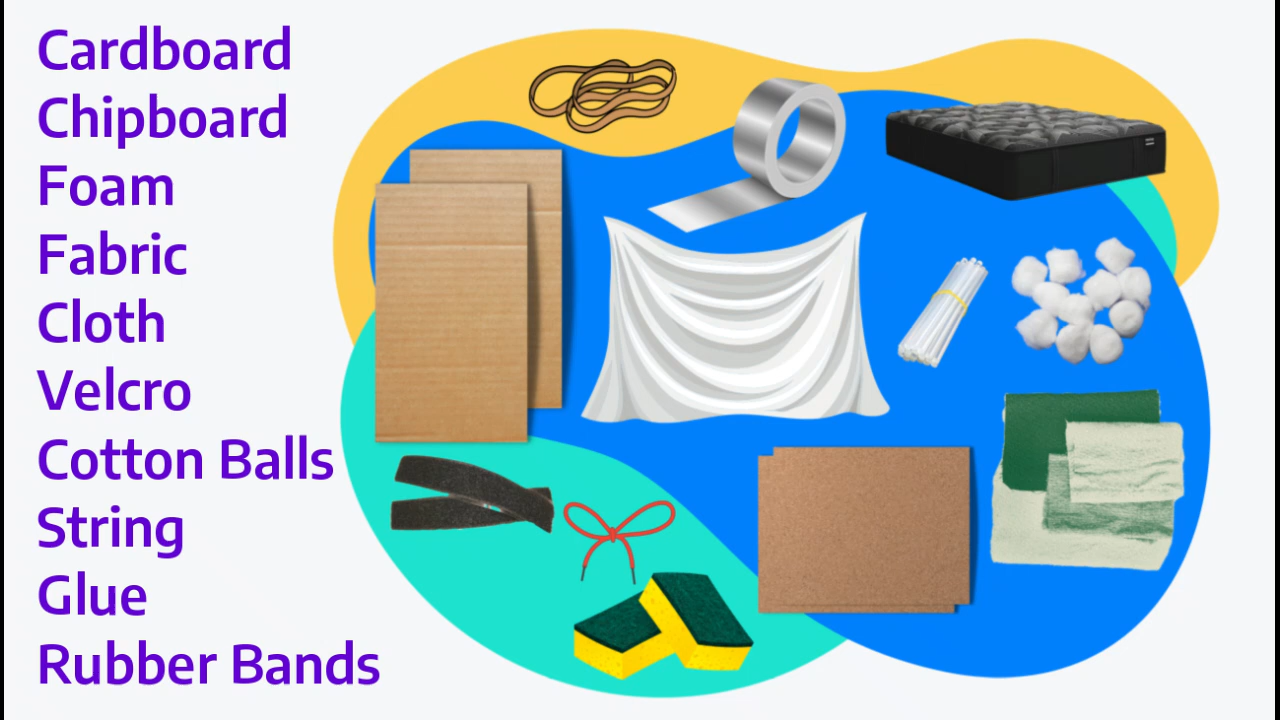 Cardboard
Chipboard
Foam
Fabric
Cloth
Velcro
Cotton Balls
String
Glue
Rubber Bands